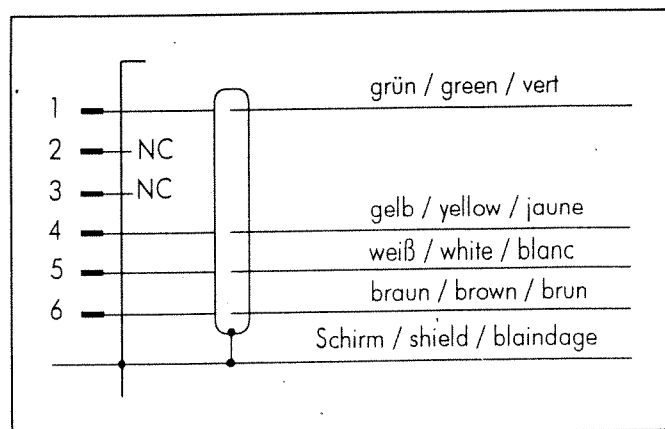 1 grün / green / vert
2 NC
3 NC
4 gelb / yellow / jaune
5 weiß / white / blanc
6 braun / brown / brun
Schirm / shield / blaindage